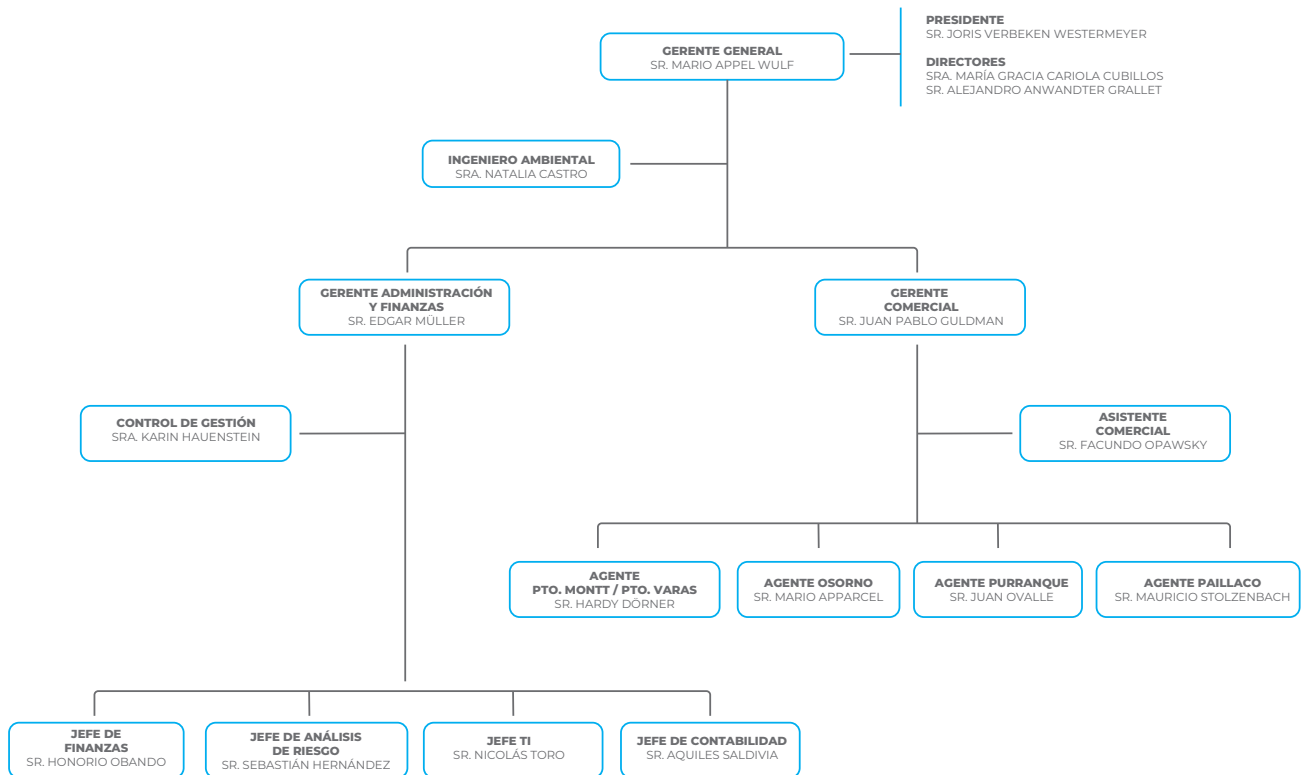 PRESIDENTE
SR. JORIS VERBEKEN WESTERMEYER
DIRECTORES
SRA. MARÍA GRACIA CARIOLA CUBILLOS
SR. ALEJANDRO ANWANDTER GRALLET
GERENTE GENERAL
SR. MARIO APPEL WULF
INGENIERO AMBIENTAL
SRA. NATALIA CASTRO
GERENTE ADMINISTRACIÓN
Y FINANZAS
SR. EDGAR MÜLLER
GERENTE
COMERCIAL
SR. JUAN PABLO GULDMAN
CONTROL DE GESTIÓN
SRA. KARIN HAUENSTEIN
ASISTENTE
COMERCIAL
SR. FACUNDO OPAWSKY
AGENTE
PTO. MONTT / PTO. VARAS
SR. HARDY DÖRNER
AGENTE OSORNO
SR. MARIO APPARCEL
AGENTE PURRANQUE
SR. JUAN OVALLE
AGENTE PAILLACO
SR. MAURICIO STOLZENBACH
JEFE DE
FINANZAS
SR. HONORIO OBANDO
JEFE DE ANÁLISIS
DE RIESGO
SR. SEBASTIÁN HERNÁNDEZ
JEFE TI
SR. NICOLÁS TORO
JEFE DE CONTABILIDAD
SR. AQUILES SALDIVIA